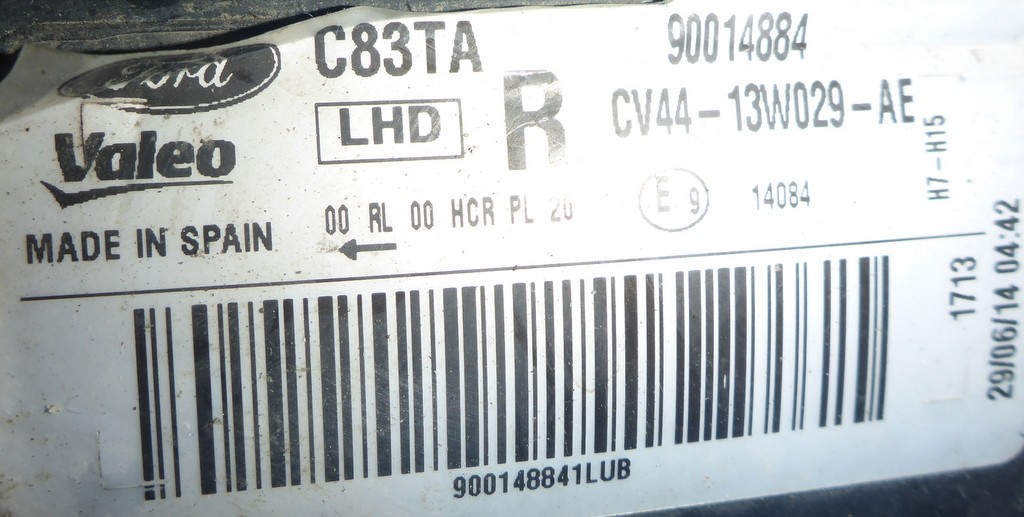 Ford
C83TA
90014884
Valeo
LHD
R
CV44-13W029-AE
H7-H15
MADE IN SPAIN
00 RL 00 HCR PL 20
E 9
14084
1713
29/06/14 04:42
900148841LUB